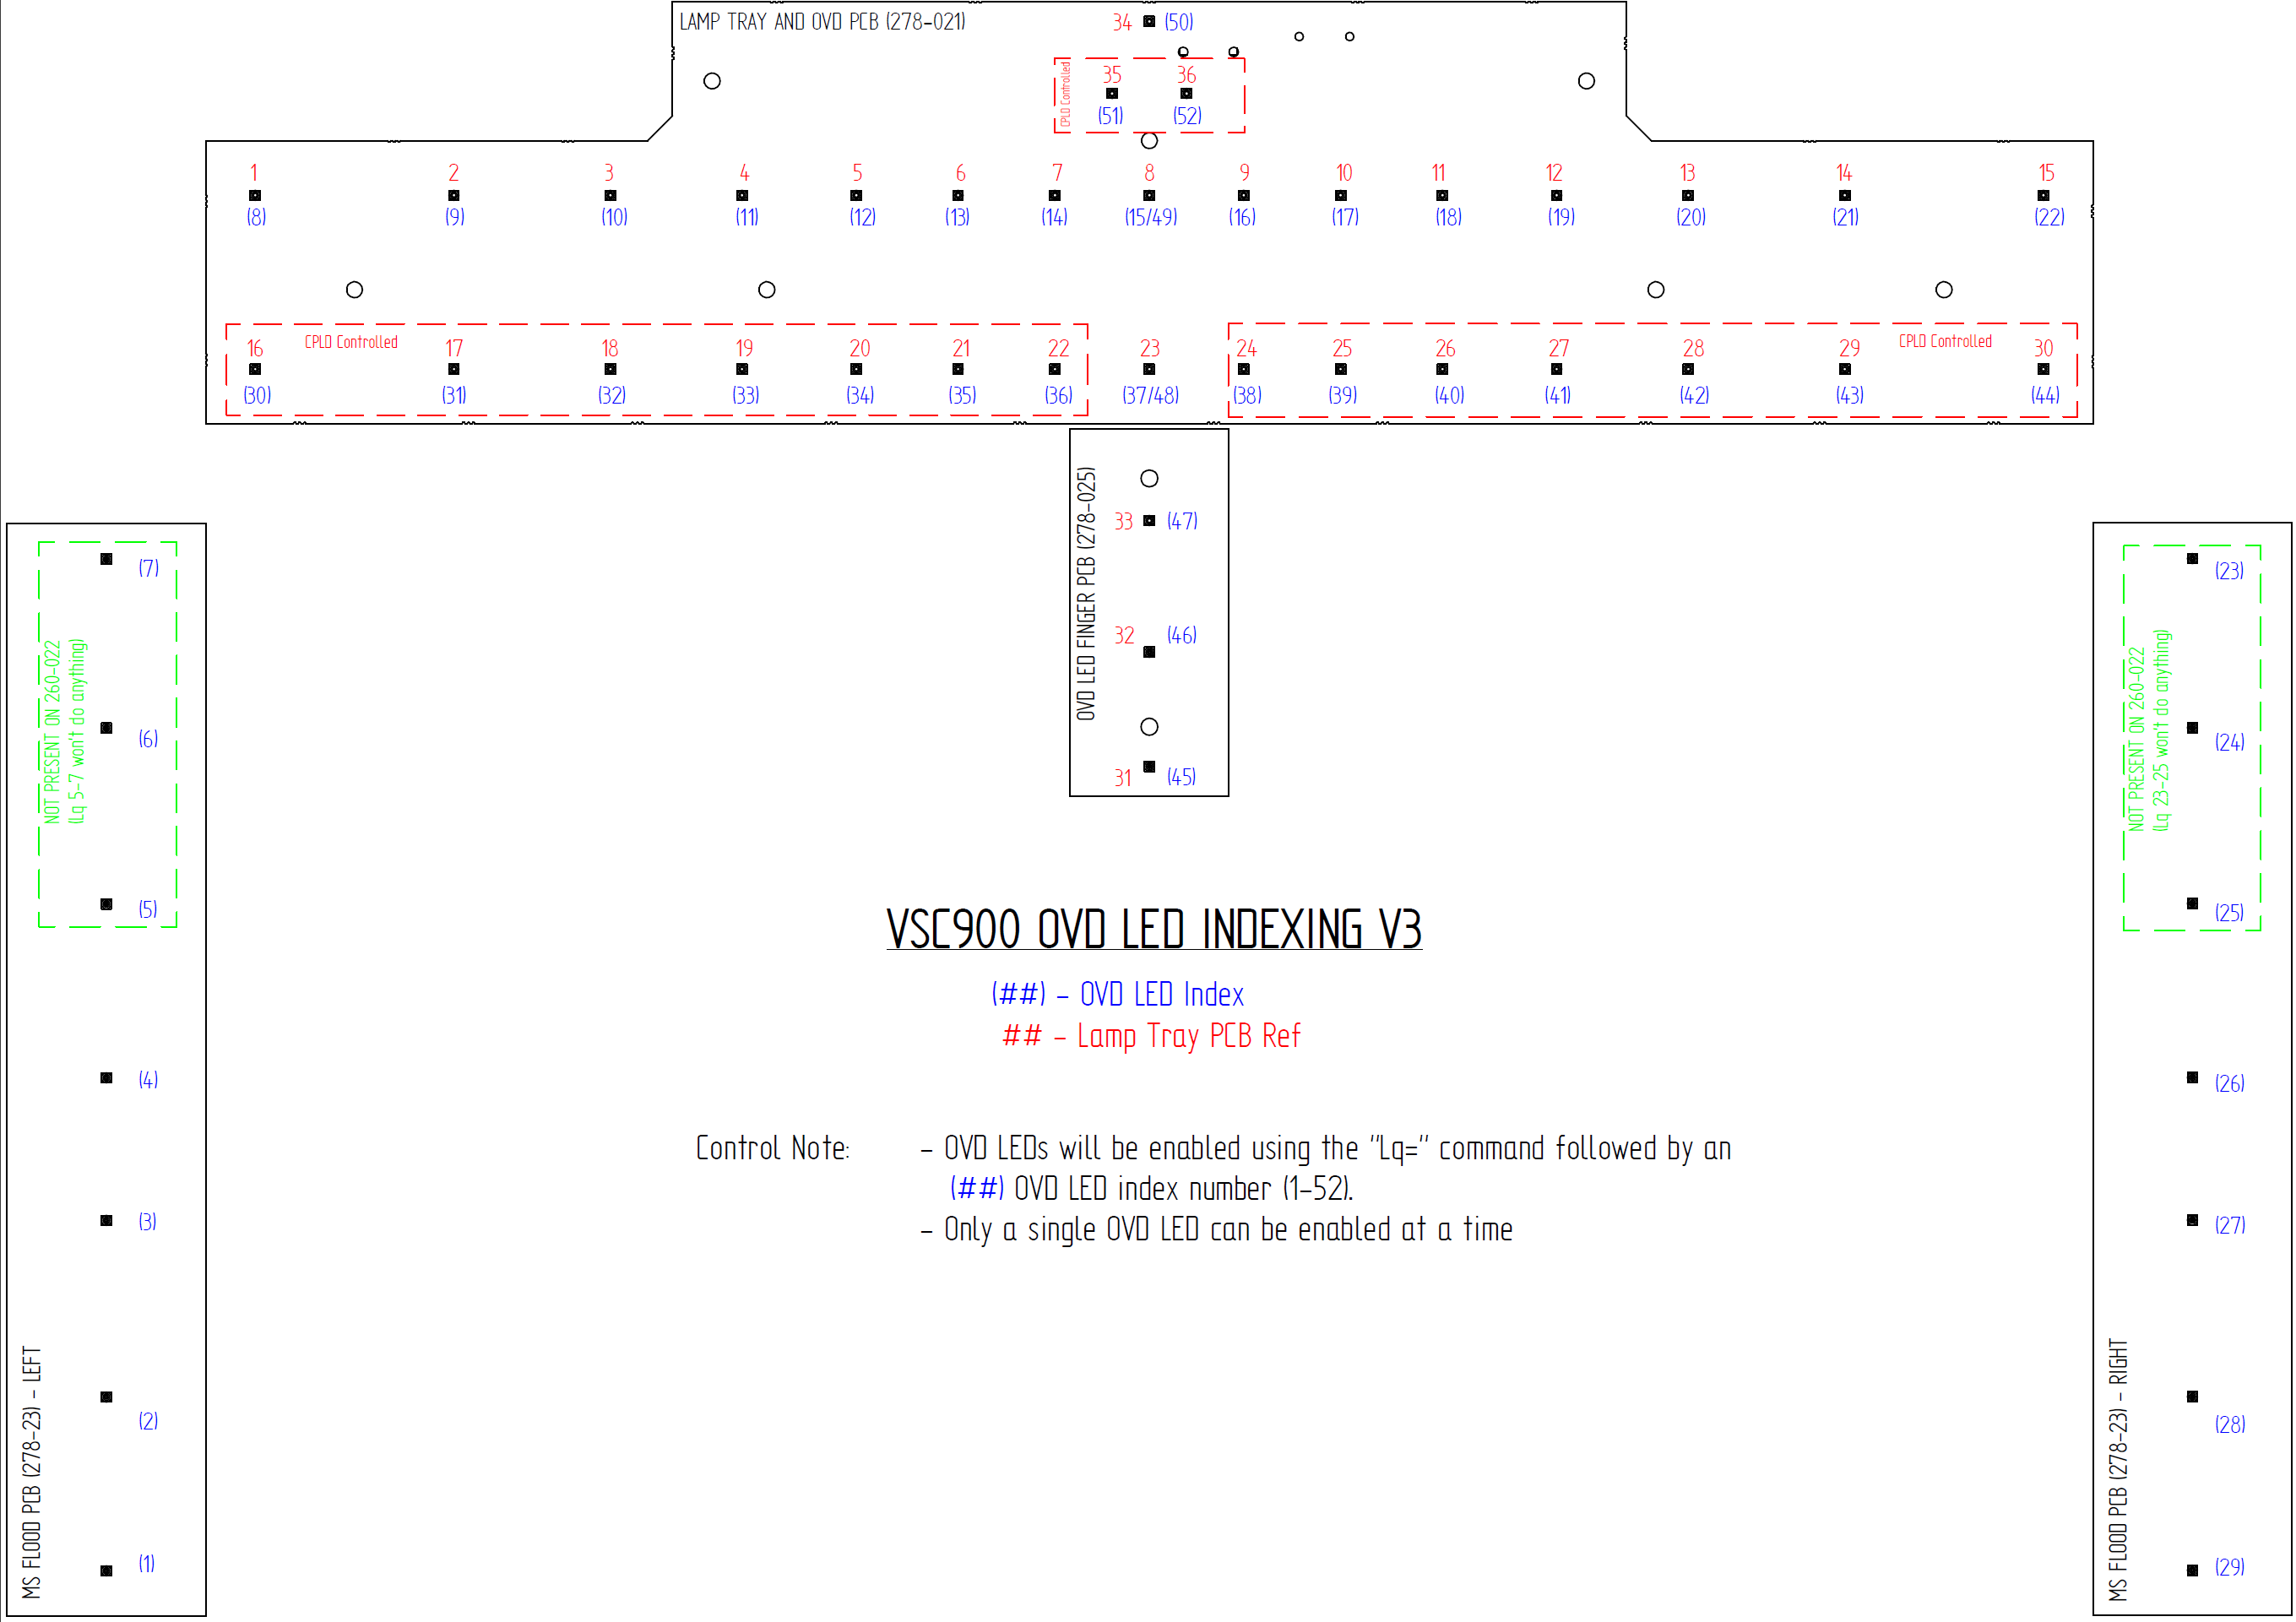 LAMP TRAY AND OVD PCB (278-021)
34 (50)
CPLD Controlled
35 36
(51) (52)
1 2 3 4 5 6 7 8 9 10 11 12 13 14 15
(8) (9) (10) (11) (12) (13) (14) (15/49) (16) (17) (18) (19) (20) (21) (22)
CPLD Controlled CPLD Controlled
16 17 18 19 20 21 22 23 24 25 26 27 28 29 30
(30) (31) (32) (33) (34) (35) (36) (37/48) (38) (39) (40) (41) (42) (43) (44)
OVD LED FINGER PCB (278-025)
33 (47)
32 (46)
31 (45)
MS FLOOD PCB (278-23) - LEFT
NOT PRESENT ON 260-022
(Lq 5-7 won't do anything)
(7)
(6)
(5)
(4)
(3)
(2)
(1)
VSC900 OVD LED INDEXING V3
(##) - OVD LED Index
## - Lamp Tray PCB Ref
Control Note: - OVD LEDs will be enabled using the "Lq=" command followed by an
(##) OVD LED index number (1-52).
- Only a single OVD LED can be enabled at a time
MS FLOOD PCB (278-23) - RIGHT
NOT PRESENT ON 260-022
(Lq 23-25 won't do anything)
(23)
(24)
(25)
(26)
(27)
(28)
(29)